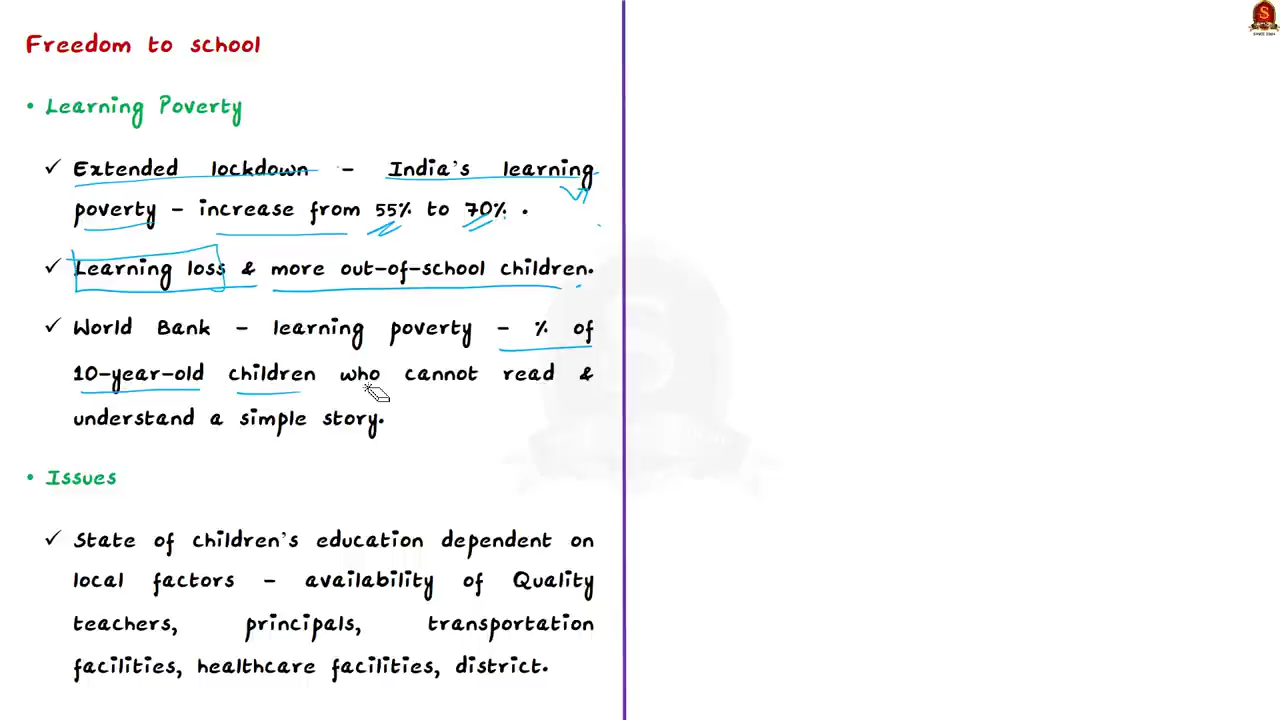 Freedom to school
• Learning Poverty
✓ Extended lockdown - India's learning
poverty - increase from 55% to 70% .
✓ Learning loss & more out-of-school children.
✓ World Bank - learning poverty - % of
10-year-old children who cannot read &
understand a simple story.
• Issues
✓ State of children's education dependent on
local factors - availability of Quality
teachers, principals, transportation
facilities, healthcare facilities, district.
S
S